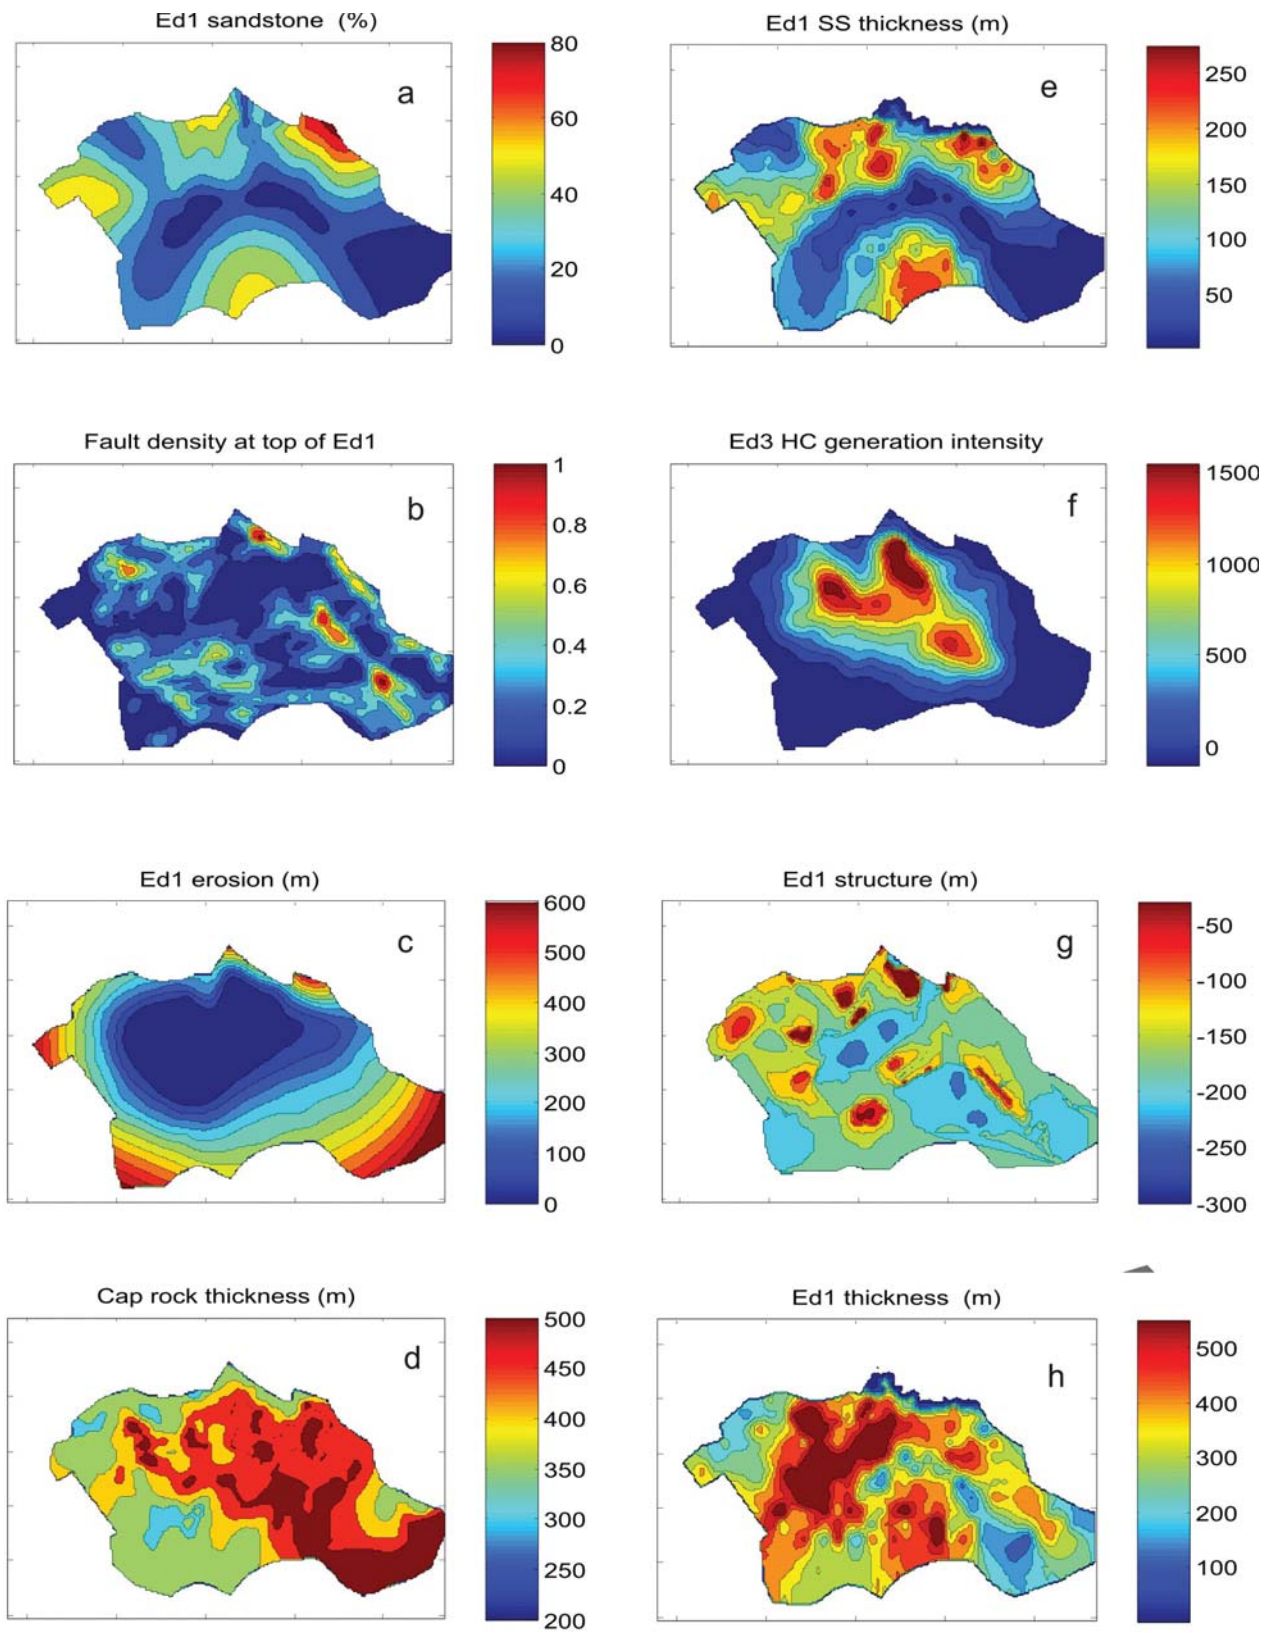 Ed1 sandstone (%)
a
80
60
40
20
0
Ed1 SS thickness (m)
e
250
200
150
100
50
Fault density at top of Ed1
b
1
0.8
0.6
0.4
0.2
0
Ed3 HC generation intensity
f
1500
1000
500
0
Ed1 erosion (m)
c
600
500
400
300
200
100
0
Ed1 structure (m)
g
-50
-100
-150
-200
-250
-300
Cap rock thickness (m)
d
500
450
400
350
300
250
200
Ed1 thickness (m)
h
500
400
300
200
100